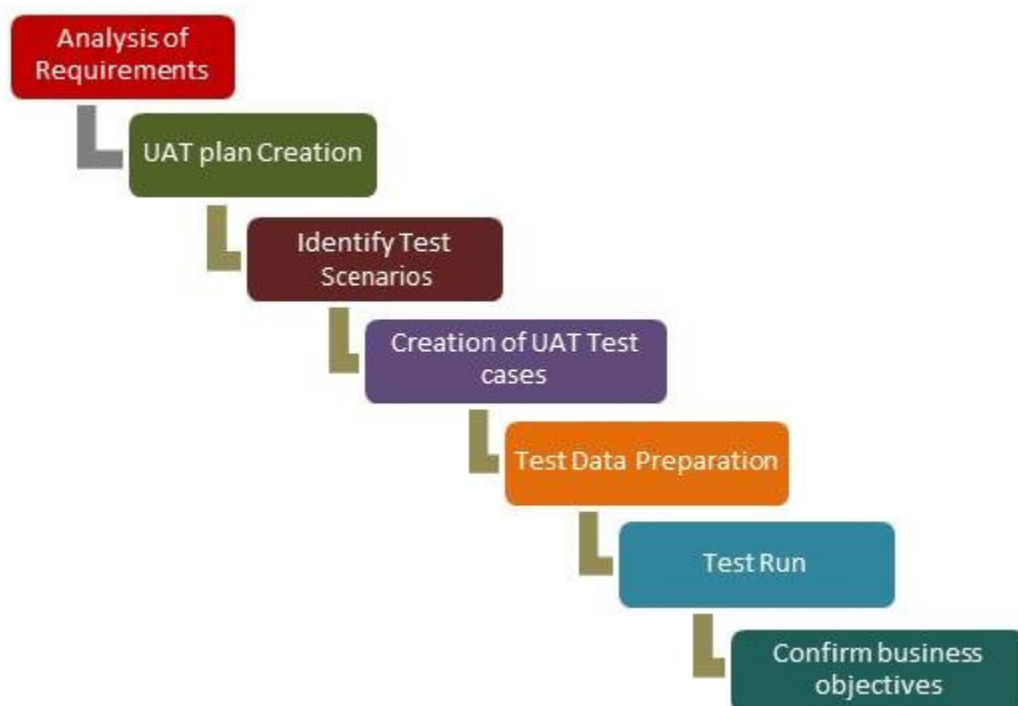 Analysis of
Requirements
UAT plan Creation
Identify Test
Scenarios
Creation of UAT Test
cases
Test Data Preparation
Test Run
Confirm business
objectives